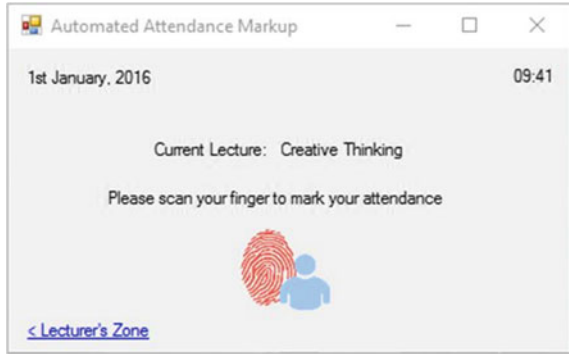 Automated Attendance Markup
1st January, 2016 09:41
Current Lecture: Creative Thinking
Please scan your finger to mark your attendance
< Lecturer's Zone